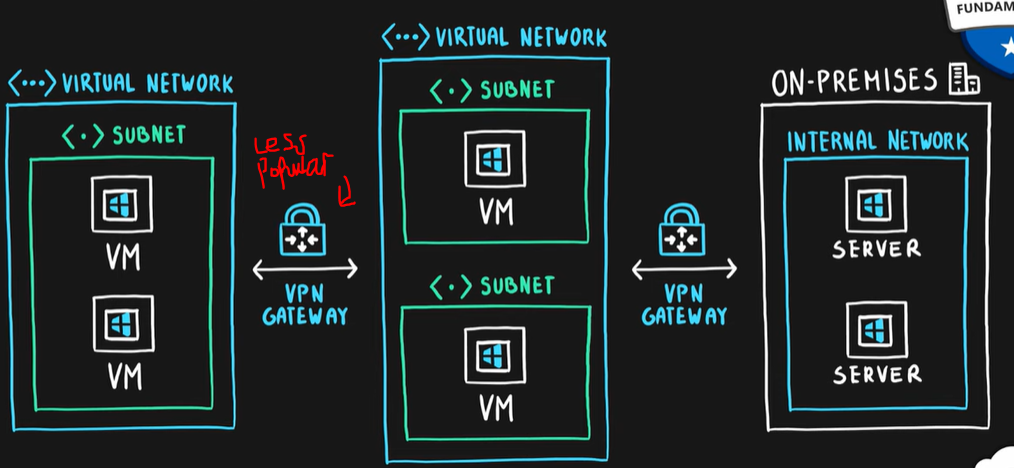 FUNDAM
<···> VIRTUAL NETWORK
<·> SUBNET
VM
VM
Less
Popular
VPN
GATEWAY
<···> VIRTUAL NETWORK
<·> SUBNET
VM
<·> SUBNET
VM
VPN
GATEWAY
ON-PREMISES
INTERNAL NETWORK
SERVER
SERVER